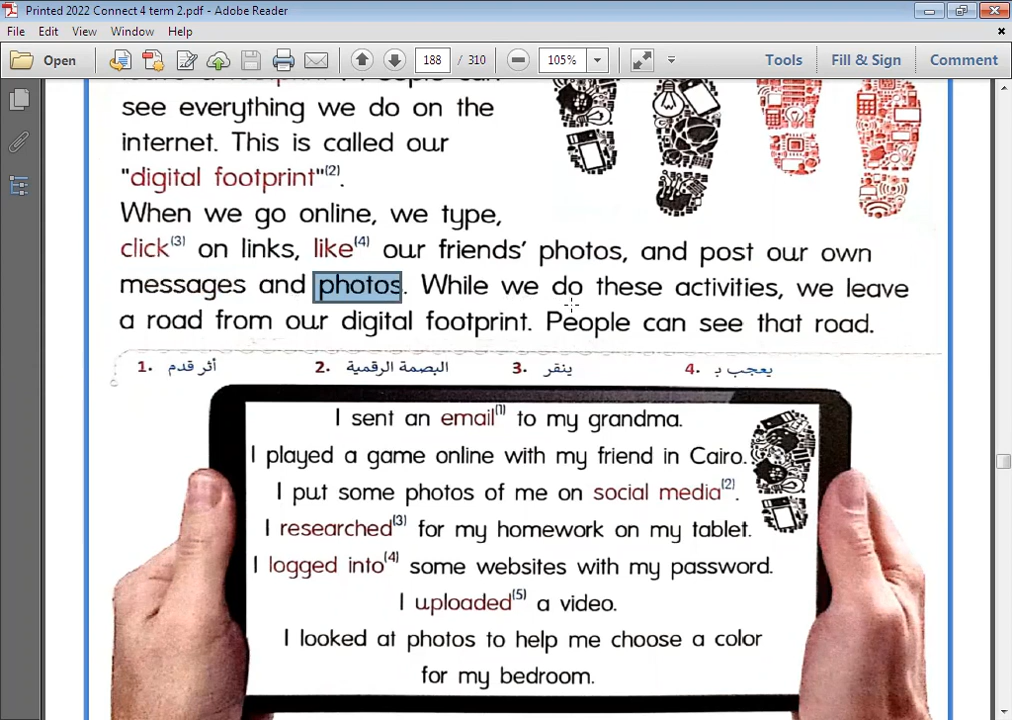 Printed 2022 Connect 4 term 2.pdf - Adobe Reader
File Edit View Window Help
Open 188 / 310 105% Tools Fill & Sign Comment
see everything we do on the
internet. This is called our
"digital footprint"(2).
When we go online, we type,
click(3) on links, like(4) our friends' photos, and post our own
messages and photos. While we do these activities, we leave
a road from our digital footprint. People can see that road.
1. أثر قدم 2. البصمة الرقمية 3. ينقر 4. يعجب بـ
I sent an email(1) to my grandma.
I played a game online with my friend in Cairo.
I put some photos of me on social media(2).
I researched(3) for my homework on my tablet.
I logged into(4) some websites with my password.
I uploaded(5) a video.
I looked at photos to help me choose a color
for my bedroom.